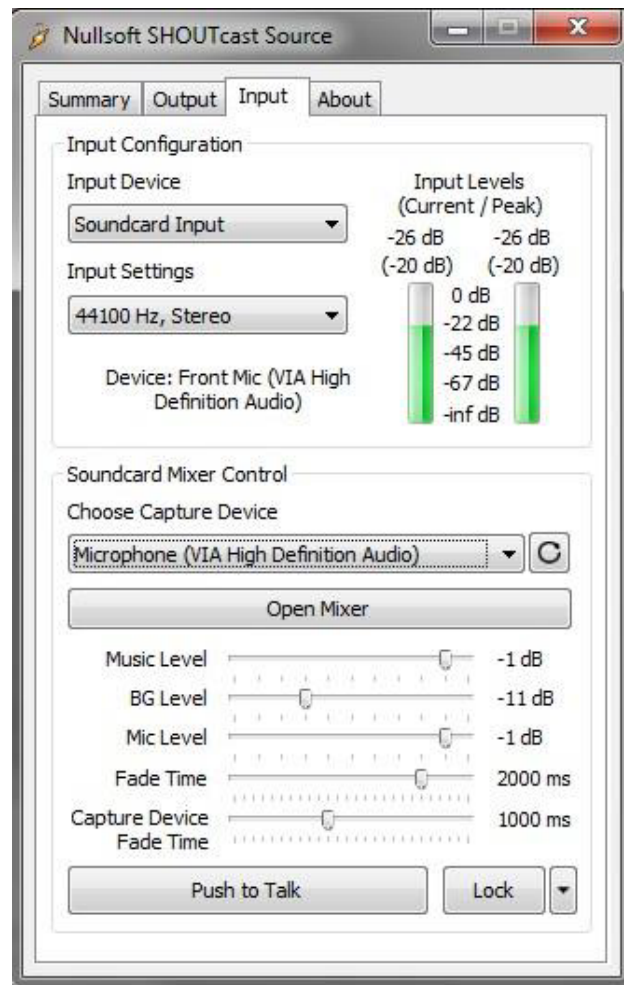 Nullsoft SHOUTcast Source
Summary Output Input About
Input Configuration
Input Device
Soundcard Input
Input Settings
44100 Hz, Stereo
Device: Front Mic (VIA High
Definition Audio)
Input Levels
(Current / Peak)
-26 dB -26 dB
(-20 dB) (-20 dB)
0 dB
-22 dB
-45 dB
-67 dB
-inf dB
Soundcard Mixer Control
Choose Capture Device
Microphone (VIA High Definition Audio)
Open Mixer
Music Level -1 dB
BG Level -11 dB
Mic Level -1 dB
Fade Time 2000 ms
Capture Device 1000 ms
Fade Time
Push to Talk Lock